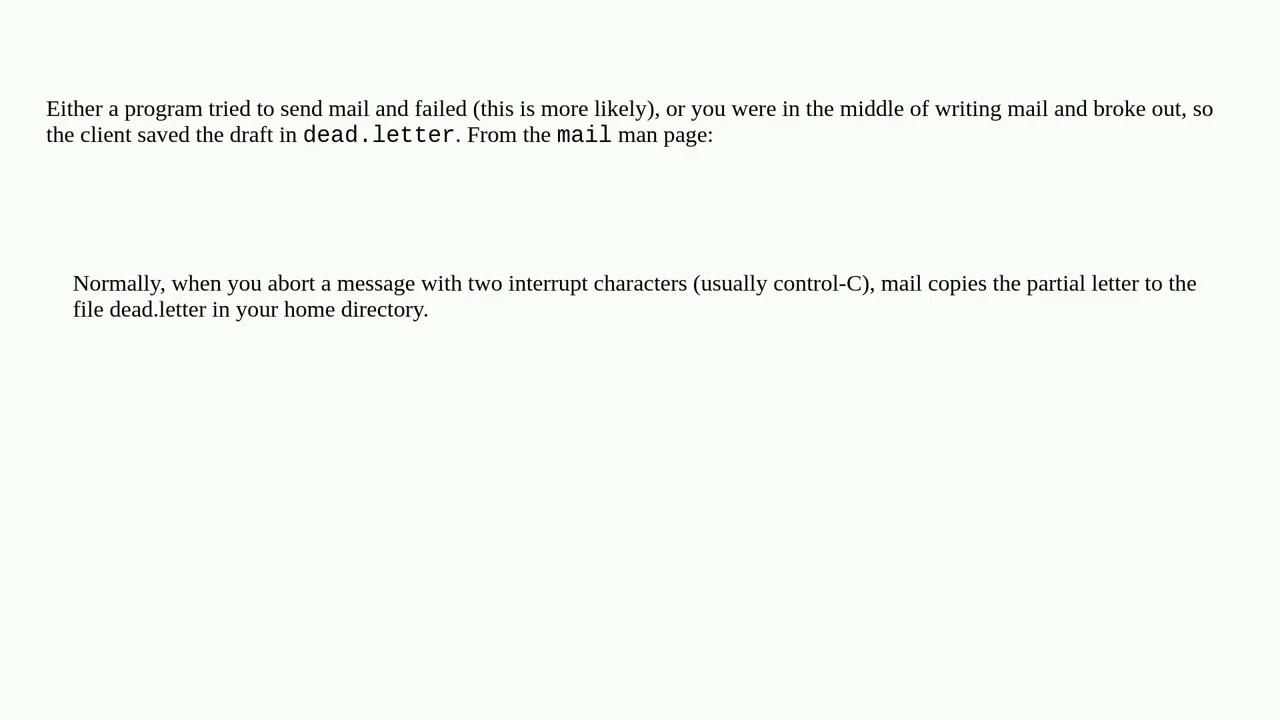 Either a program tried to send mail and failed (this is more likely), or you were in the middle of writing mail and broke out, so
the client saved the draft in dead.letter. From the mail man page:
Normally, when you abort a message with two interrupt characters (usually control-C), mail copies the partial letter to the
file dead.letter in your home directory.